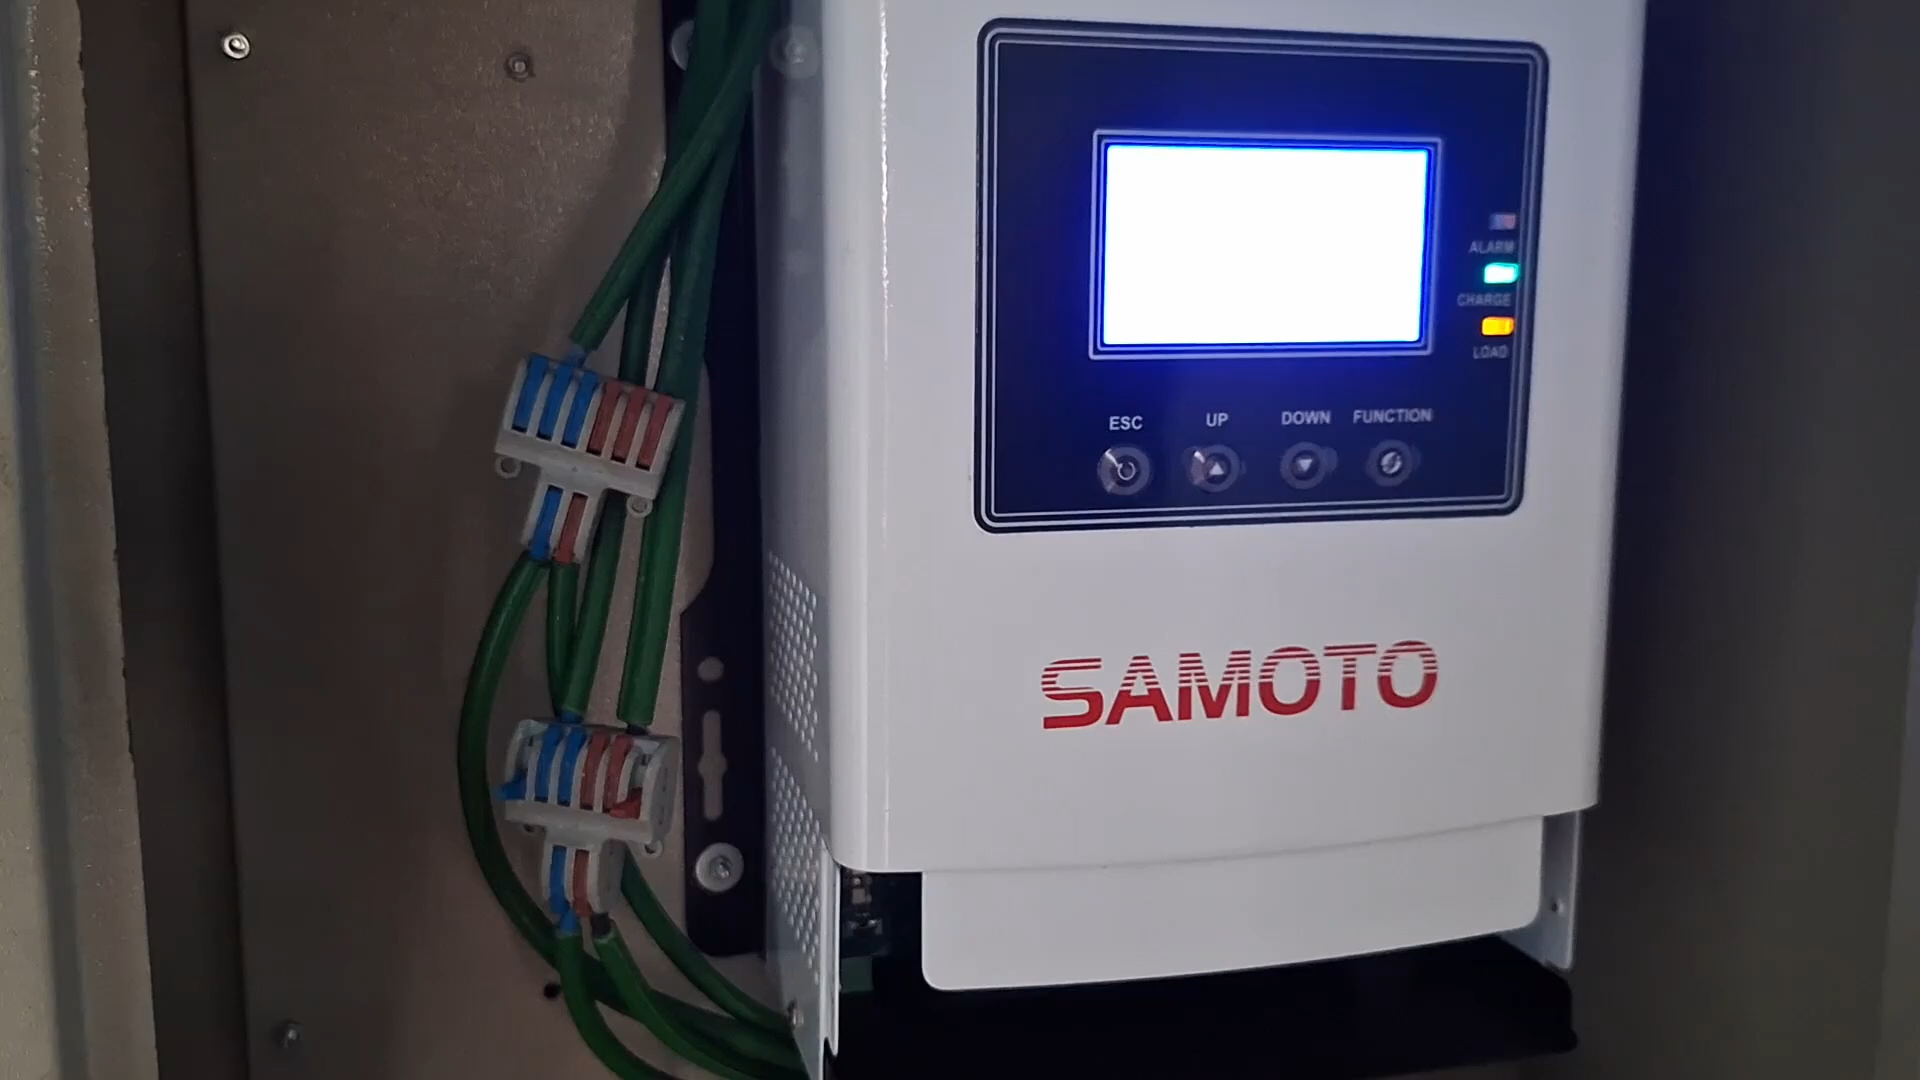 ALARM
CHARGE
LOAD
ESC UP DOWN FUNCTION
SAMOTO